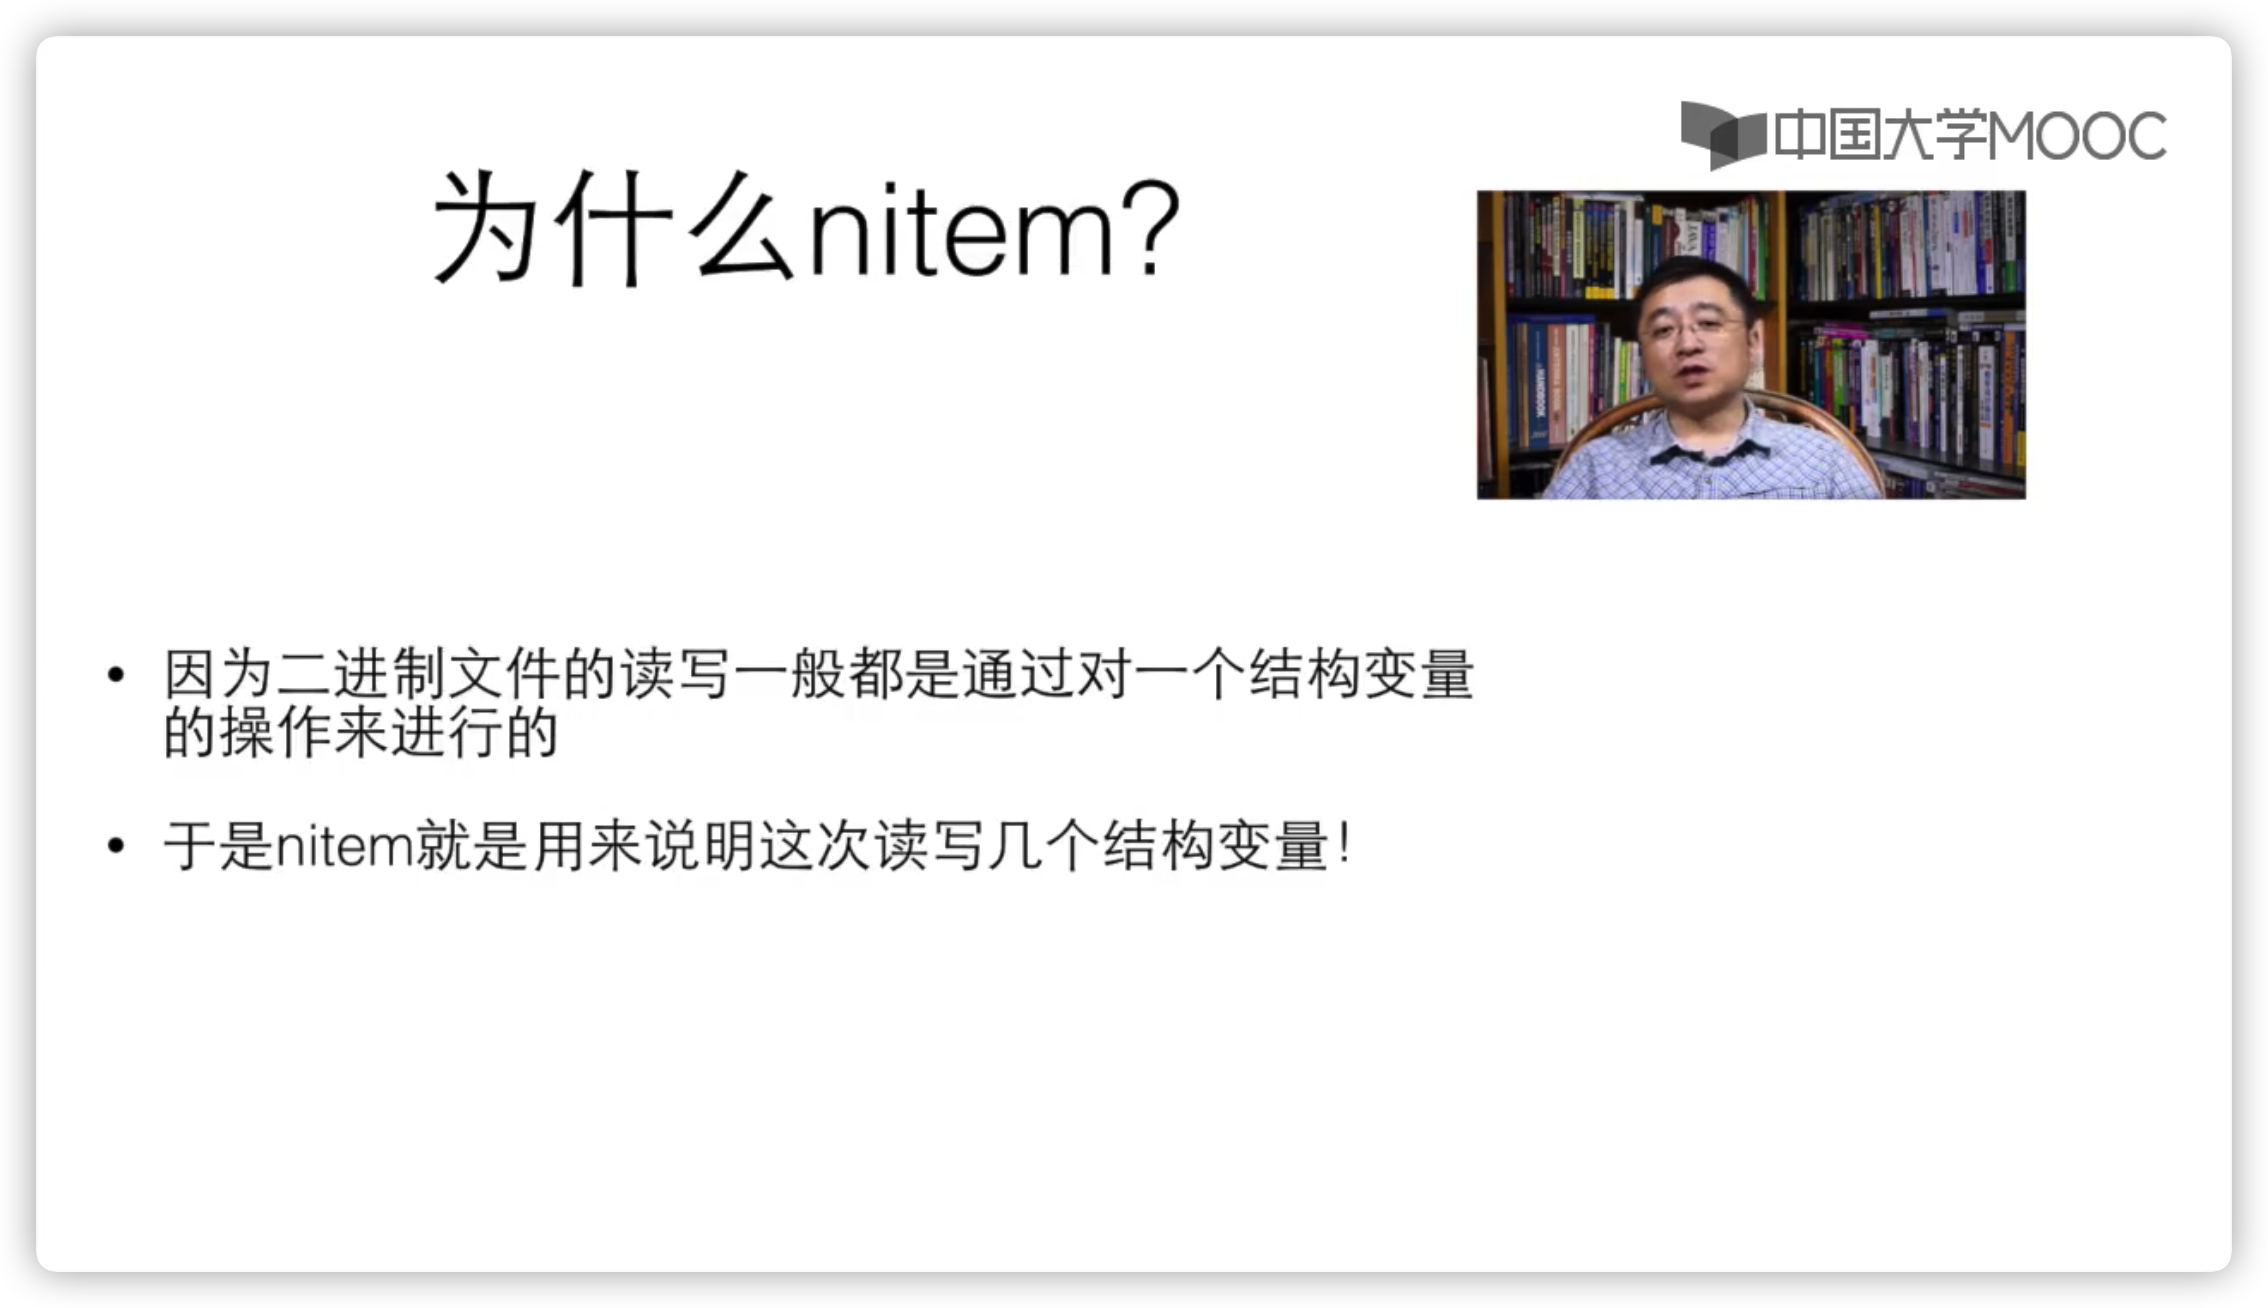 中国大学MOOC
为什么nitem?
• 因为二进制文件的读写一般都是通过对一个结构变量
的操作来进行的
• 于是nitem就是用来说明这次读写几个结构变量！